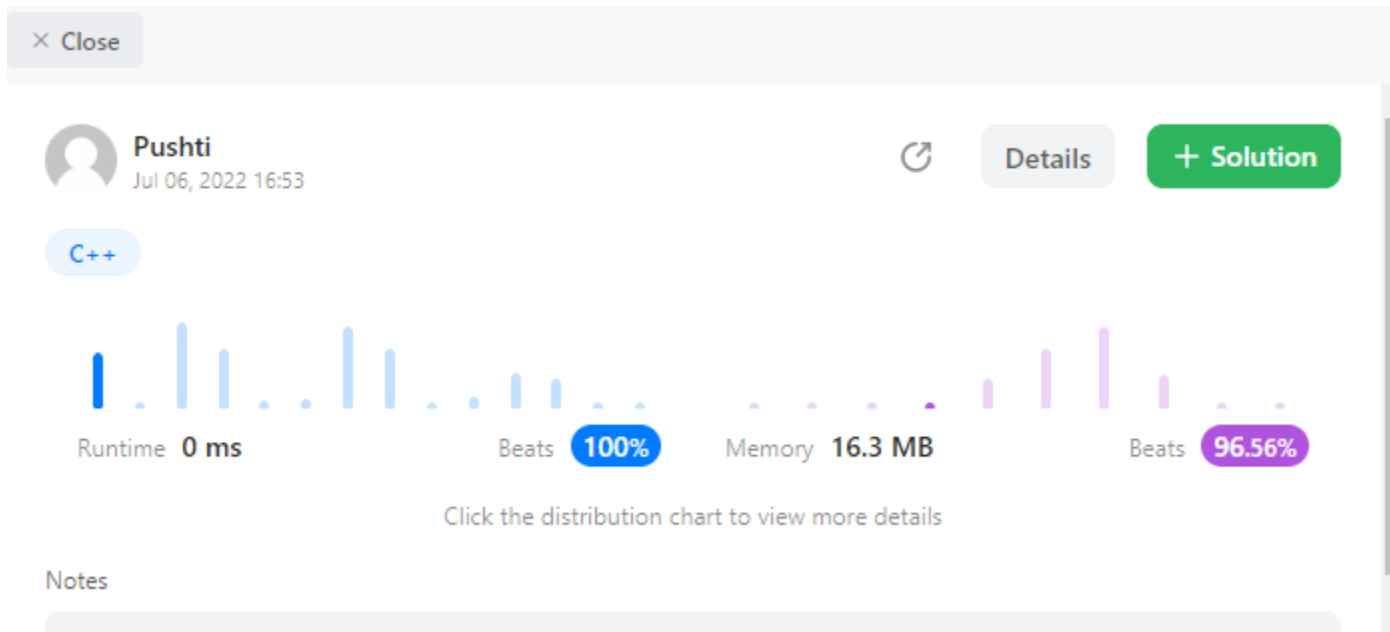 × Close
Pushti
Jul 06, 2022 16:53
Details
+ Solution
C++
Runtime 0 ms
Beats 100%
Memory 16.3 MB
Beats 96.56%
Click the distribution chart to view more details
Notes